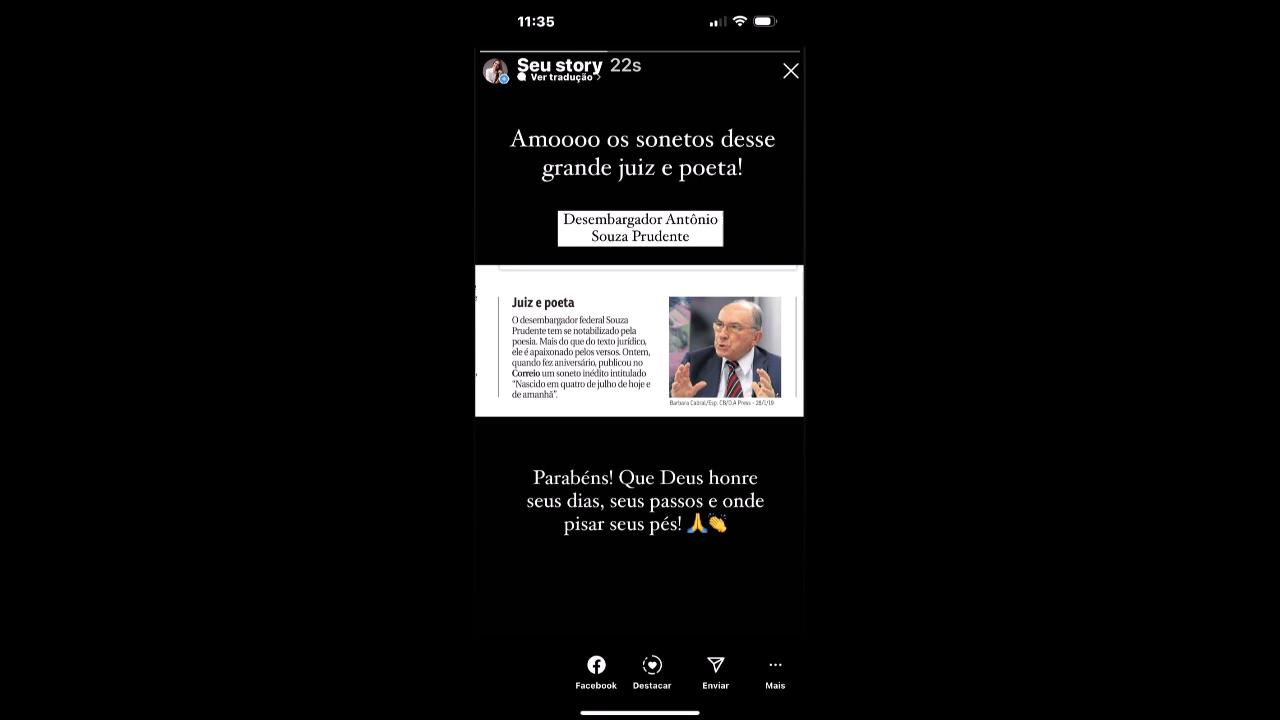 11:35
Seu story 22s
Ver tradução
Amoooo os sonetos desse
grande juiz e poeta!
Desembargador Antônio
Souza Prudente
Juiz e poeta
O desembargador federal Souza
Prudente tem se notabilizado pela
poesia. Mais do que do texto jurídico,
ele é apaixonado pelos versos. Ontem,
quando fez aniversário, publicou no
Correio um soneto inédito intitulado
“Nascido em quatro de julho de hoje e
de amanhã”.
Barbara Cabral/Esp. CB/D.A Press - 28/1/19
Parabéns! Que Deus honre
seus dias, seus passos e onde
pisar seus pés! 🙏👏
Facebook
Destacar
Enviar
Mais